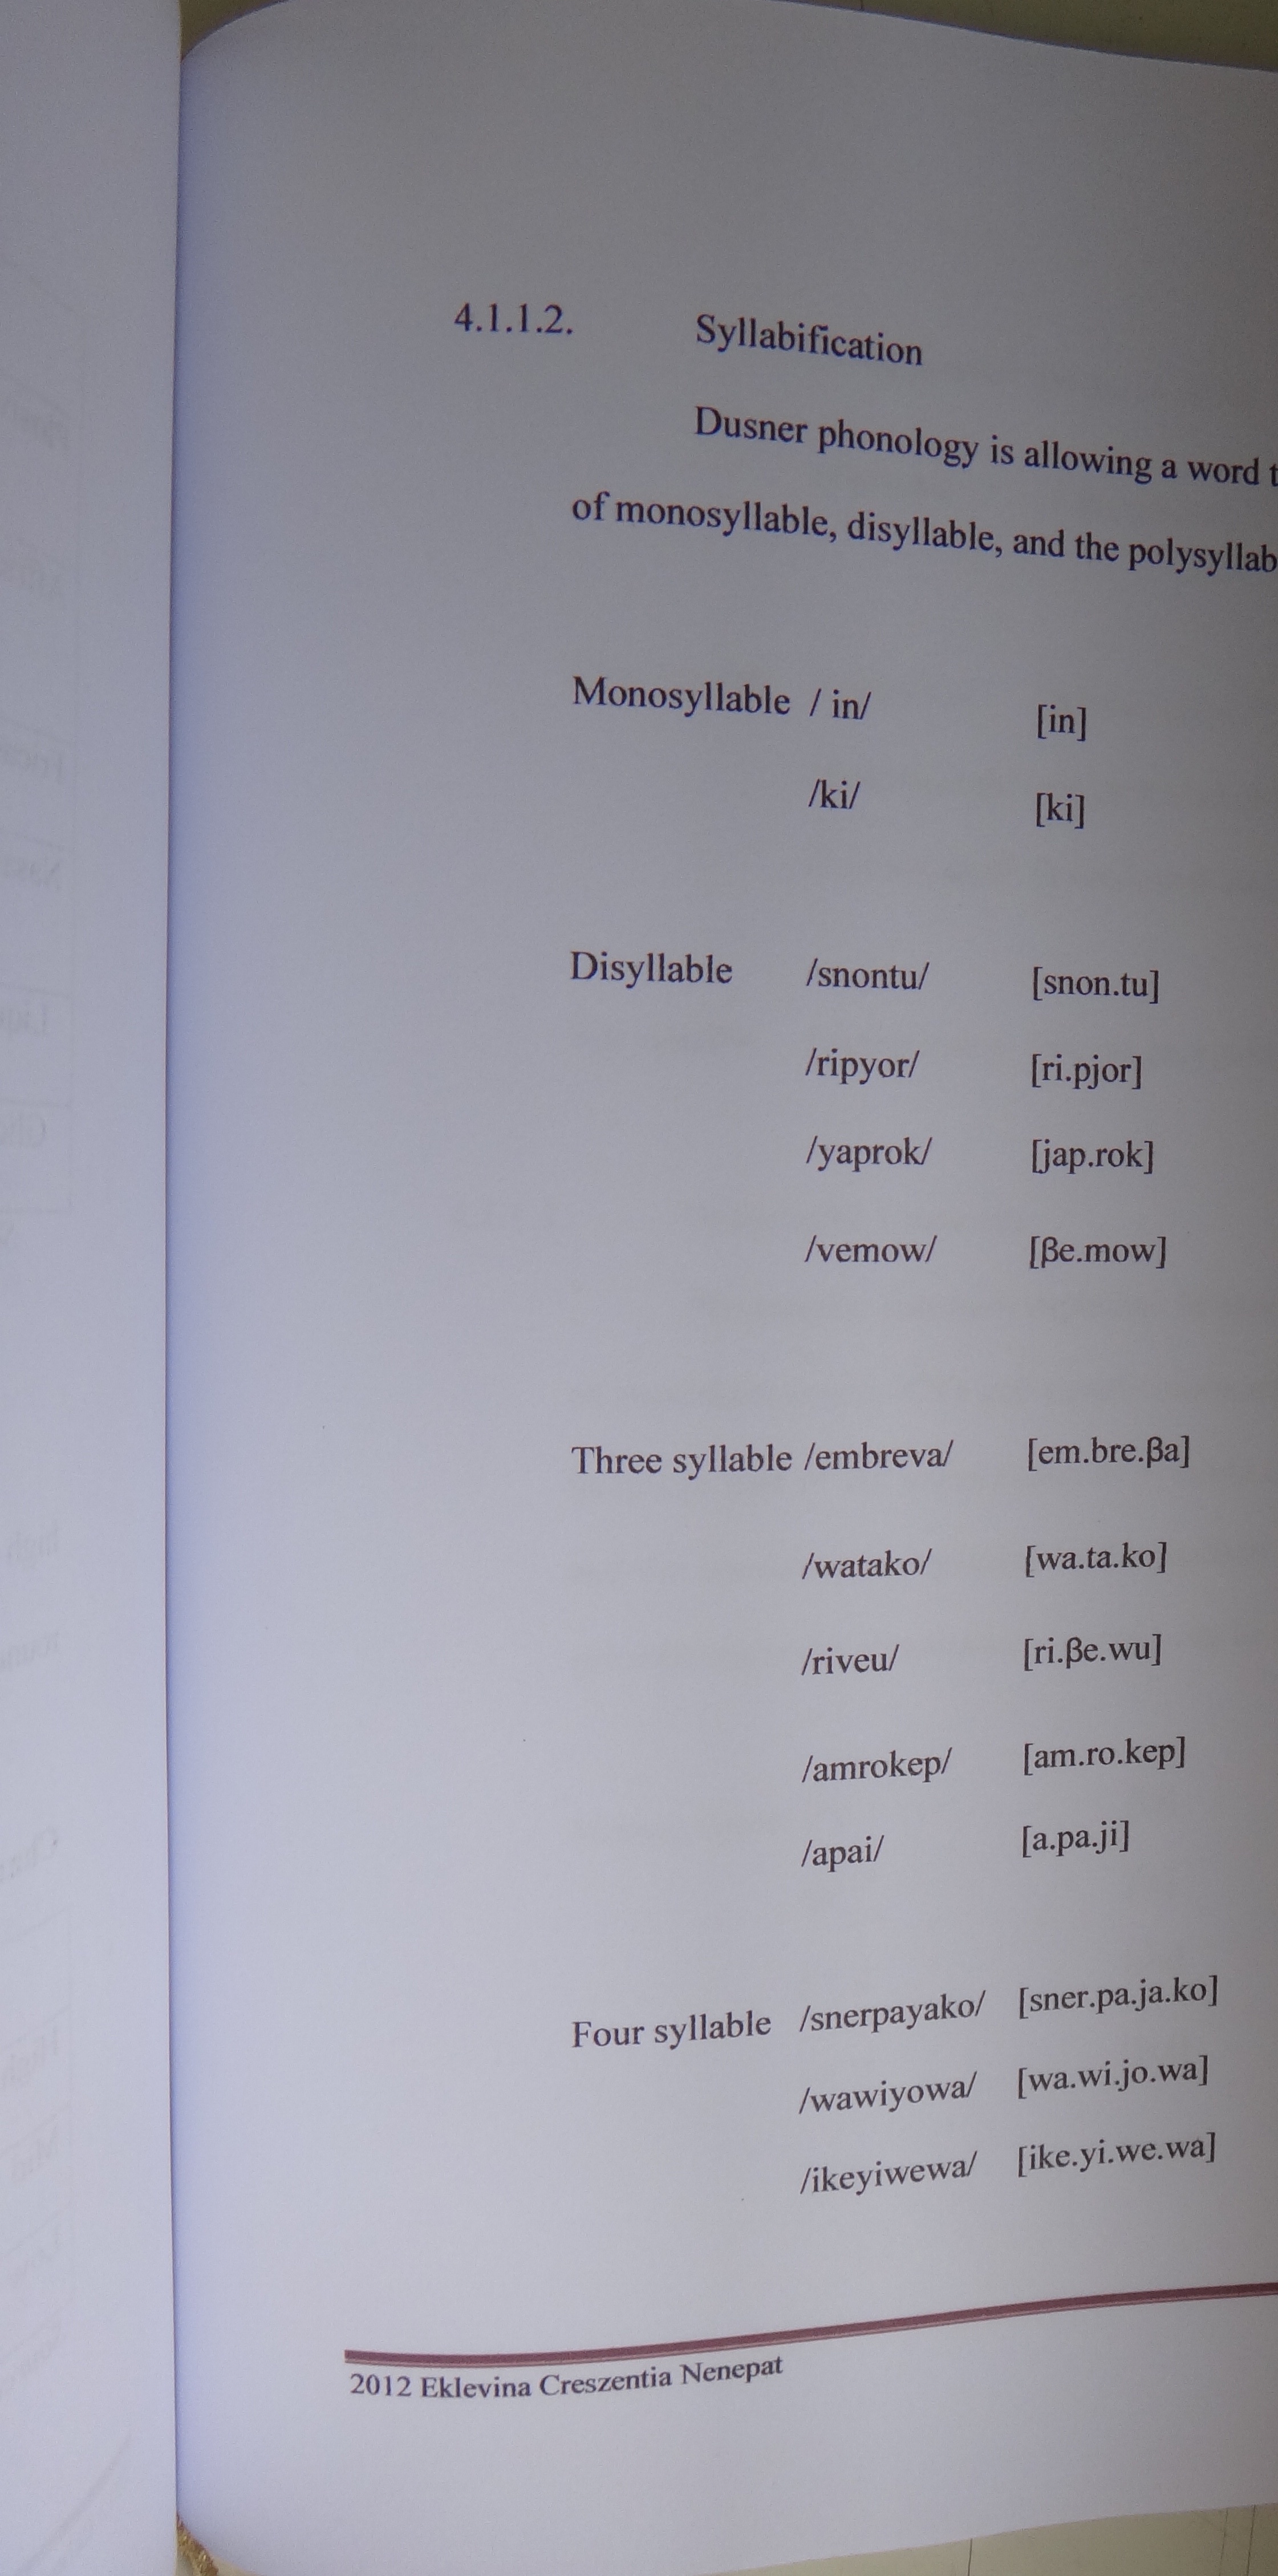 4.1.1.2. Syllabification
Dusner phonology is allowing a word
of monosyllable, disyllable, and the
Monosyllable / in/ [in]
/ki/ [ki]
Disyllable /snontu/ [snon.tu]
/ripyor/ [ri.pjor]
/yaprok/ [jap.rok]
/vemow/ [βe.mow]
Three syllable /embreva/ [em.bre.βa]
/watako/ [wa.ta.ko]
/riveu/ [ri.βe.wu]
/amrokep/ [am.ro.kep]
/apai/ [a.pa.ji]
Four syllable /snerpayako/ [sner.pa.ja.ko]
/wawiyowa/ [wa.wi.jo.wa]
/ikeyiwewa/ [ike.yi.we.wa]
2012 Eklevina Creszentia Nenepat